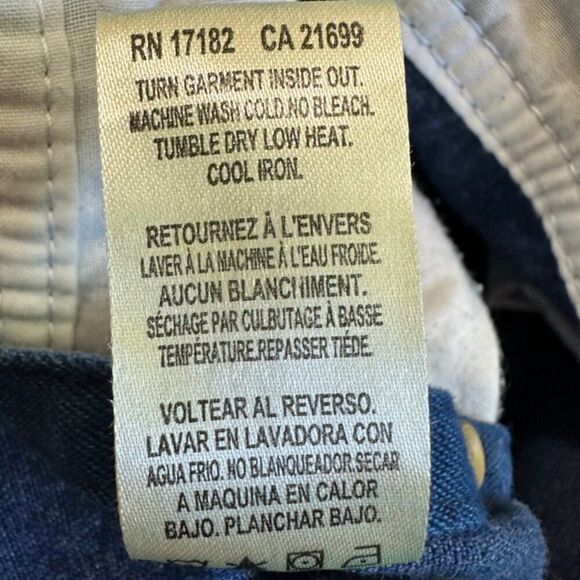 RN 17182 CA 21699
TURN GARMENT INSIDE OUT.
MACHINE WASH COLD.NO BLEACH.
TUMBLE DRY LOW HEAT.
COOL IRON.
RETOURNEZ À L'ENVERS
LAVER À LA MACHINE À L'EAU FROIDE.
AUCUN BLANCHIMENT.
SÉCHAGE PAR CULBUTAGE À BASSE
TEMPÉRATURE.REPASSER TIÈDE.
VOLTEAR AL REVERSO.
LAVAR EN LAVADORA CON
AGUA FRIO. NO BLANQUEADOR.SECAR
A MAQUINA EN CALOR
BAJO. PLANCHAR BAJO.